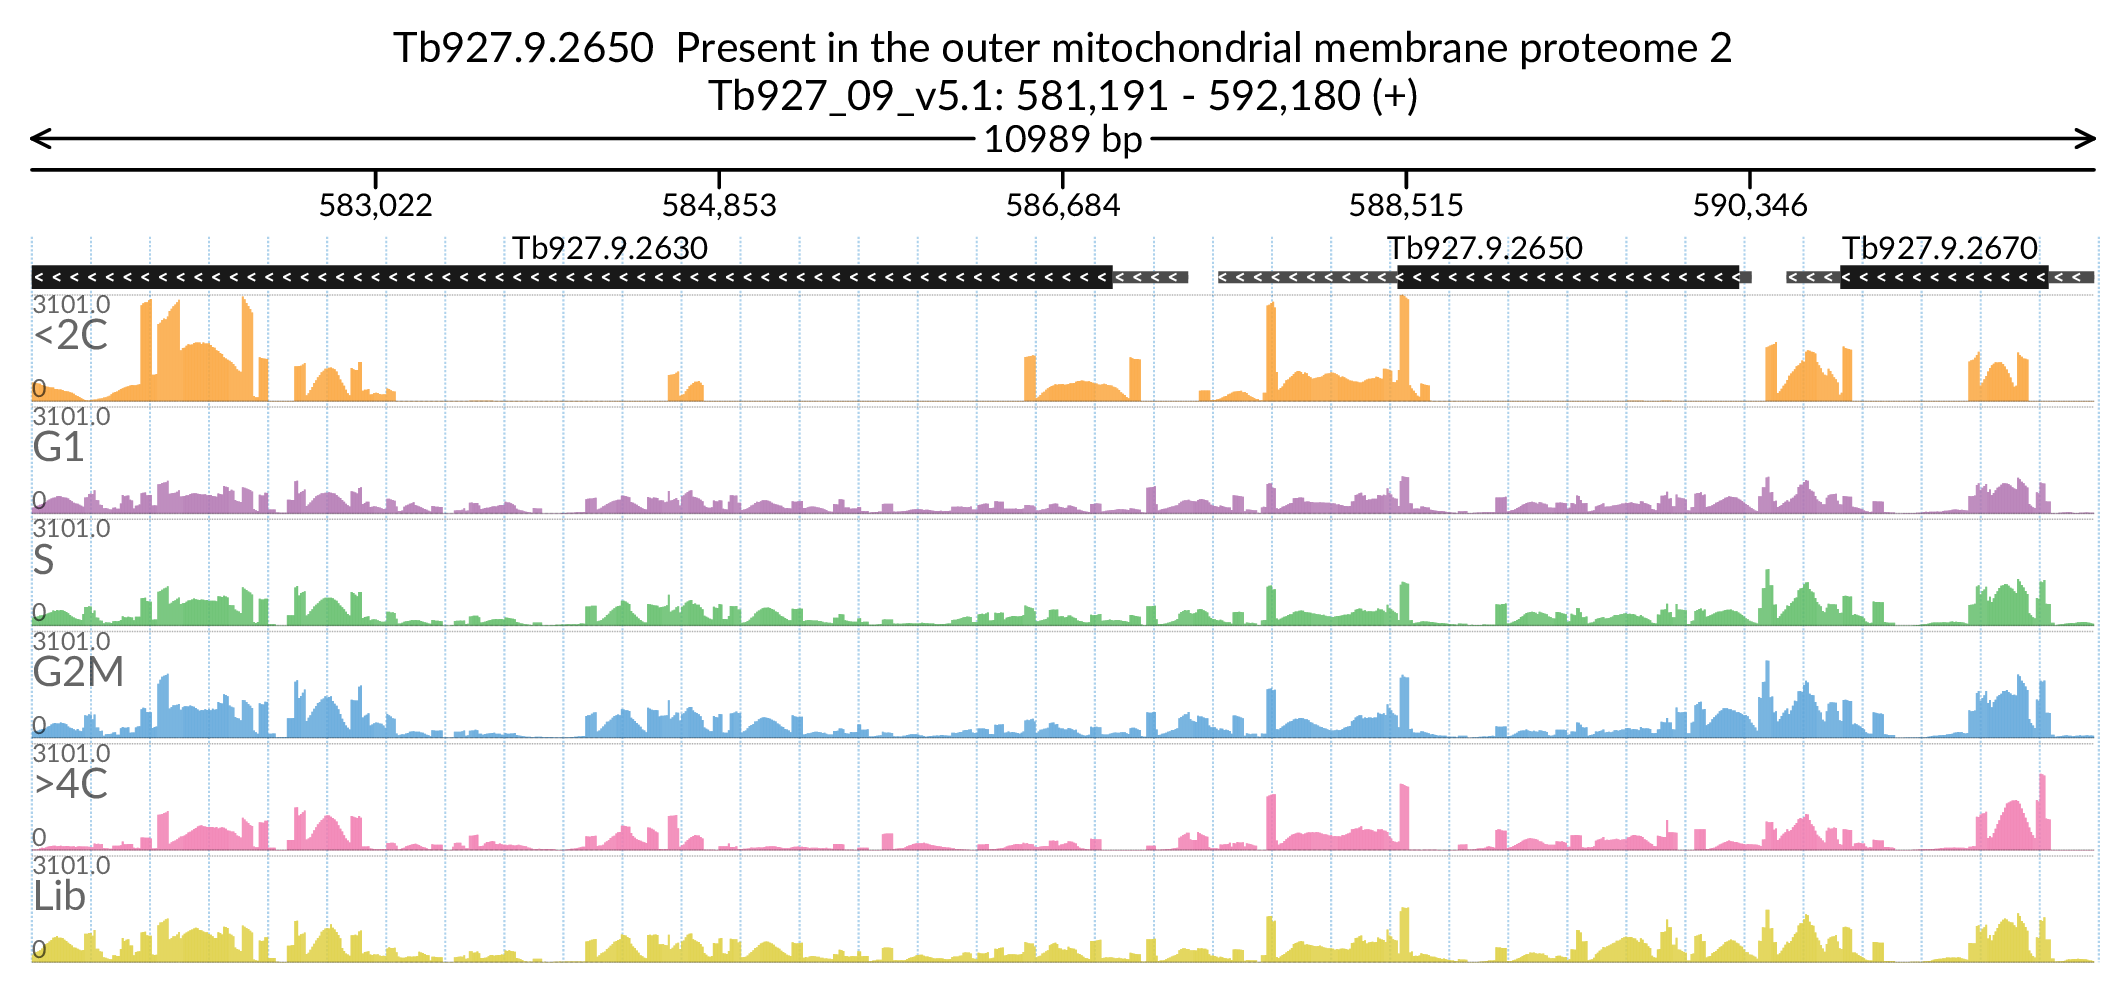 Tb927.9.2650  Present in the outer mitochondrial membrane proteome 2
Tb927_09_v5.1: 581,191 - 592,180 (+)
10989 bp
583,022 584,853 586,684 588,515 590,346
Tb927.9.2630 Tb927.9.2650 Tb927.9.2670
3101.0
<2C
0
3101.0
G1
0
3101.0
S
0
3101.0
G2M
0
3101.0
>4C
0
3101.0
Lib
0